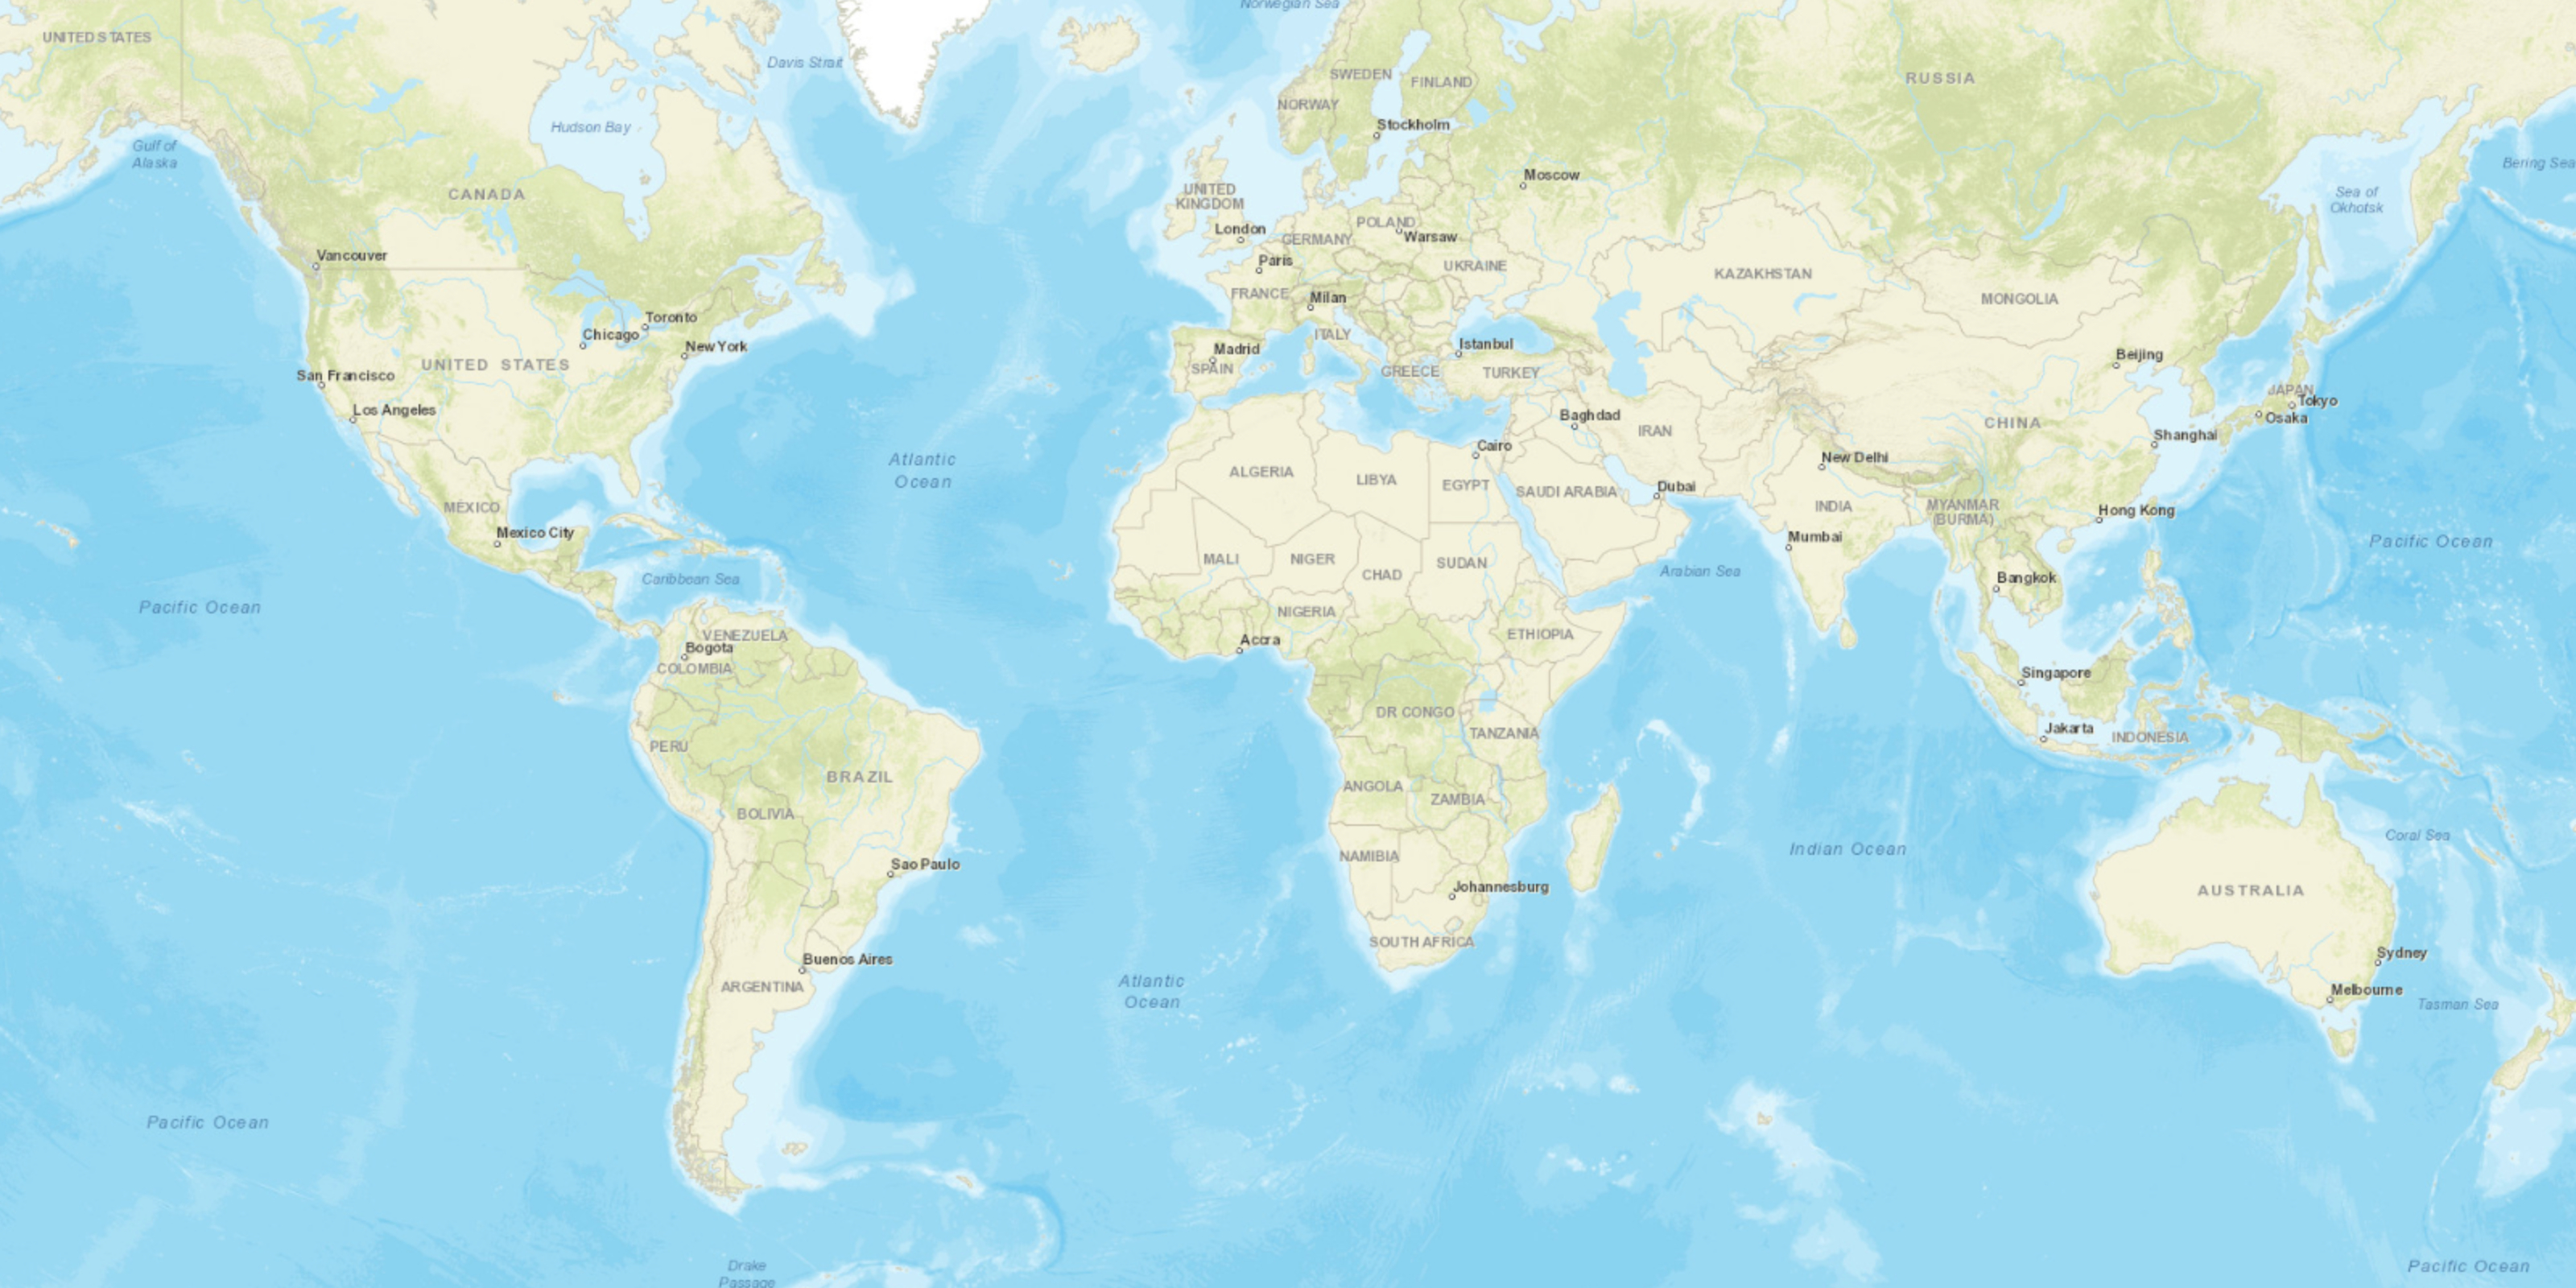 Norwegian Sea
UNITED STATES
Davis Strait
SWEDEN
FINLAND
RUSSIA
NORWAY
Hudson Bay
Stockholm
Gulf of
Alaska
Bering Sea
Moscow
CANADA
UNITED
KINGDOM
Sea of
Okhotsk
POLAND
London
GERMANY
Warsaw
Vancouver
Paris
UKRAINE
KAZAKHSTAN
FRANCE
Milan
MONGOLIA
Toronto
Chicago
ITALY
New York
Madrid
Istanbul
Beijing
UNITED STATES
SPAIN
GREECE
TURKEY
San Francisco
JAPAN
Tokyo
Los Angeles
Baghdad
Osaka
IRAN
CHINA
Shanghai
Cairo
Atlantic
Ocean
New Delhi
ALGERIA
LIBYA
EGYPT
SAUDI ARABIA
Dubai
MÉXICO
INDIA
MYANMAR
(BURMA)
Hong Kong
Mexico City
Mumbai
Pacific Ocean
MALI
NIGER
SUDAN
CHAD
Arabian Sea
Caribbean Sea
Bangkok
Pacific Ocean
NIGERIA
VENEZUELA
ETHIOPIA
Accra
Bogota
COLOMBIA
Singapore
DR CONGO
Jakarta
TANZANIA
INDONESIA
PERÚ
BRAZIL
ANGOLA
ZAMBIA
BOLIVIA
Coral Sea
Indian Ocean
NAMIBIA
Sao Paulo
Johannesburg
AUSTRALIA
SOUTH AFRICA
Sydney
Buenos Aires
Atlantic
Ocean
ARGENTINA
Melbourne
Tasman Sea
Pacific Ocean
Drake
Passage
Pacific Ocean